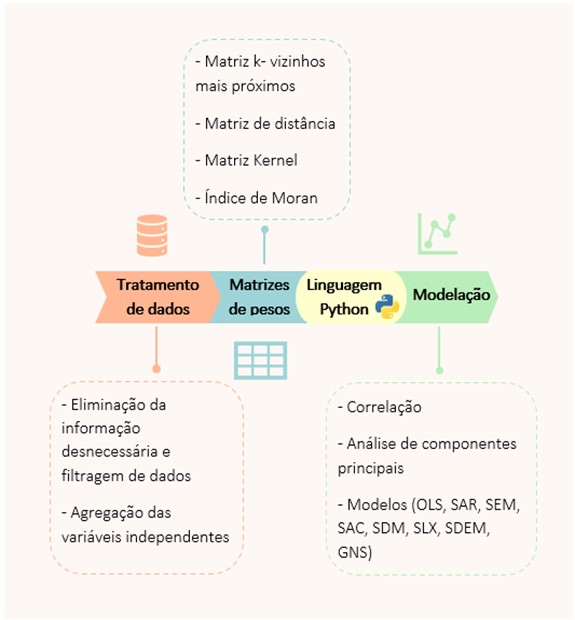 - Matriz k- vizinhos
mais próximos
- Matriz de distância
- Matriz Kernel
- Índice de Moran
Tratamento
de dados
Matrizes
de pesos
Linguagem
Python
Modelação
- Eliminação da
informação
desnecessária e
filtragem de dados
- Agregação das
variáveis independentes
- Correlação
- Análise de componentes
principais
- Modelos (OLS, SAR, SEM,
SAC, SDM, SLX, SDEM,
GNS)